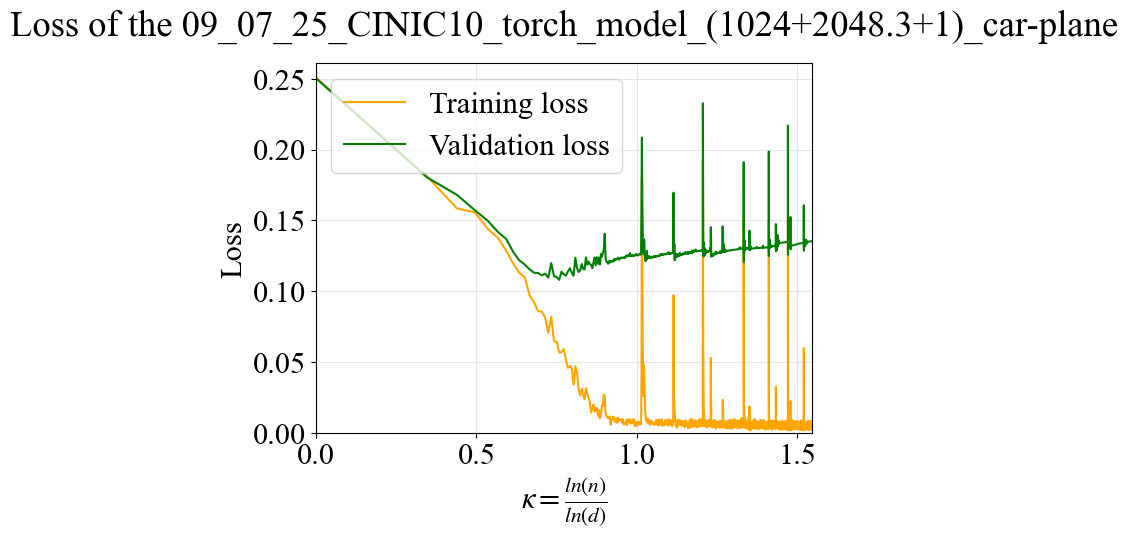 Loss of the 09_07_25_CINIC10_torch_model_(1024+2048.3+1)_car-plane
0.25
0.20
0.15
0.10
0.05
0.00
Loss
Training loss
Validation loss
0.0 0.5 1.0 1.5
κ = ln(n)/ln(d)